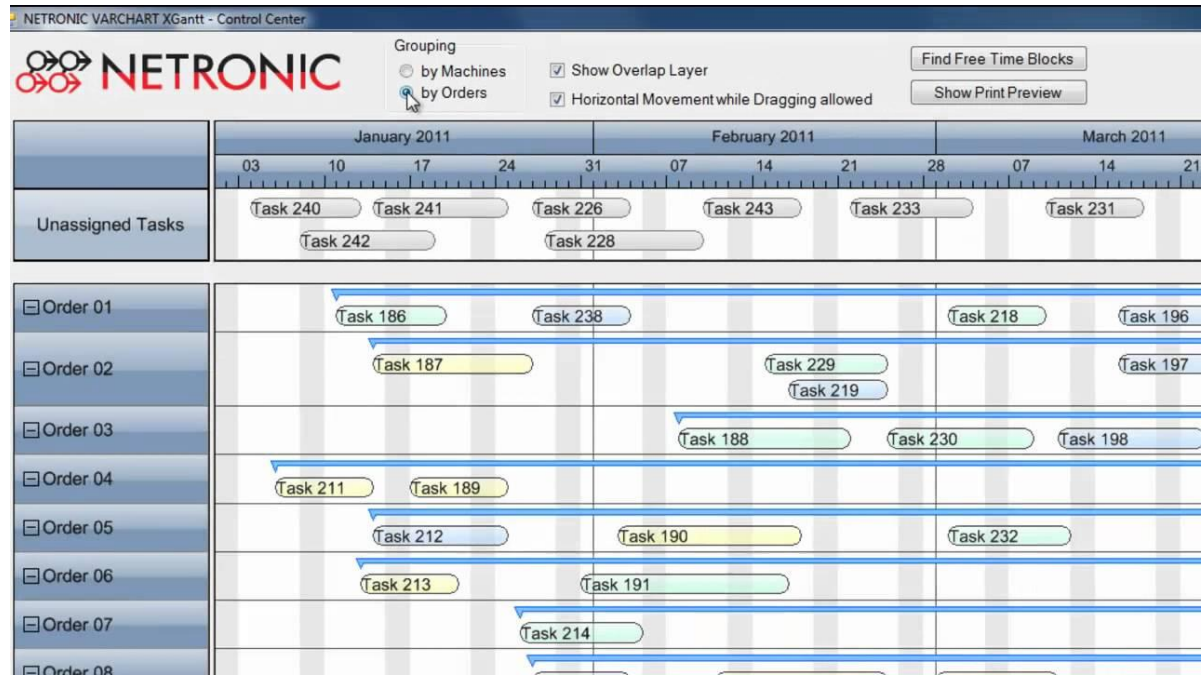 NETRONIC VARCHART XGantt - Control Center
NETRONIC
Grouping
by Machines
by Orders
Show Overlap Layer
Horizontal Movement while Dragging allowed
Find Free Time Blocks
Show Print Preview
January 2011 February 2011 March 2011
03 10 17 24 31 07 14 21 28 07 14 21
Unassigned Tasks
Task 240 Task 241 Task 226 Task 243 Task 233 Task 231
Task 242 Task 228
Order 01
Task 186 Task 238 Task 218 Task 196
Order 02
Task 187 Task 229 Task 197
Task 219
Order 03
Task 188 Task 230 Task 198
Order 04
Task 211 Task 189
Order 05
Task 212 Task 190 Task 232
Order 06
Task 213 Task 191
Order 07
Task 214
Order 08